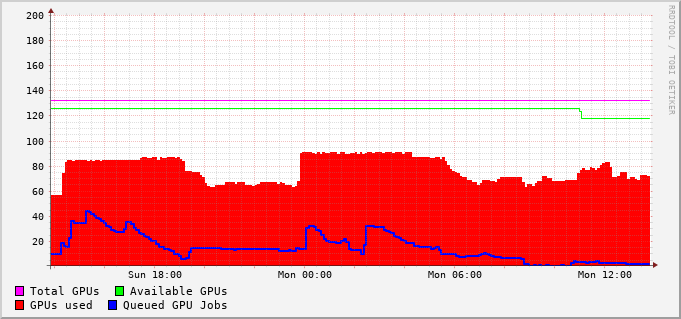 200
180
160
140
120
100
80
60
40
20
Sun 18:00 Mon 00:00 Mon 06:00 Mon 12:00
Total GPUs Available GPUs
GPUs used Queued GPU Jobs
RRDTOOL / TOBI OETIKER